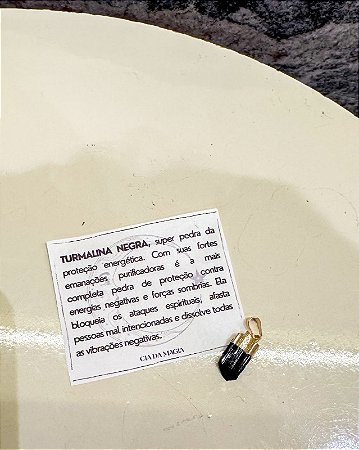 TURMALINA NEGRA, super pedra da
proteção energética. Com suas fortes
emanações purificadoras é a mais
completa pedra de proteção contra
energias negativas e forças sombrias. Ela
bloqueia os ataques espirituais, afasta
pessoas mal intencionadas e dissolve todas
as vibrações negativas.
CIA DA MAGIA